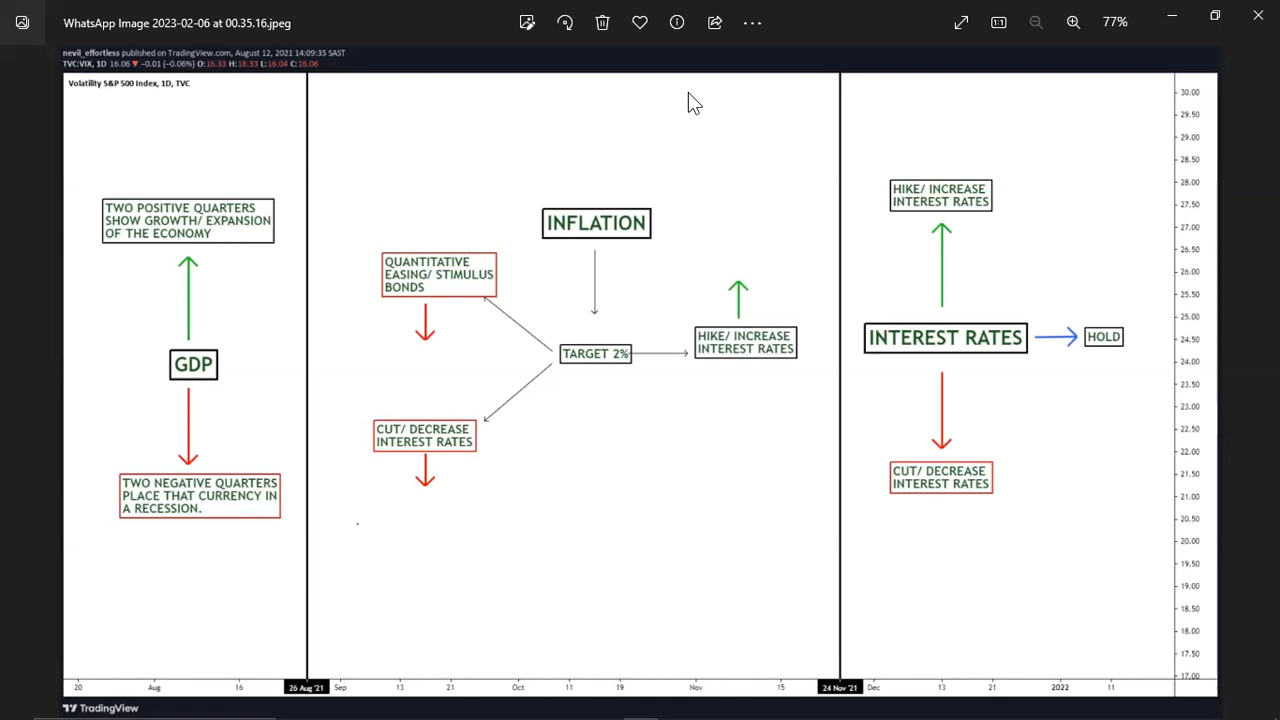 WhatsApp Image 2023-02-06 at 00.35.16.jpeg
77%
nevil_effortless published on TradingView.com, August 12, 2021 14:09:35 SAST
TVC:VIX, 1D 16.06 ▼ −0.01 (−0.06%) O:16.33 H:16.33 L:16.04 C:16.06
Volatility S&P 500 Index, 1D, TVC
TWO POSITIVE QUARTERS
SHOW GROWTH/ EXPANSION
OF THE ECONOMY
GDP
TWO NEGATIVE QUARTERS
PLACE THAT CURRENCY IN
A RECESSION.
INFLATION
QUANTITATIVE
EASING/ STIMULUS
BONDS
TARGET 2%
HIKE/ INCREASE
INTEREST RATES
CUT/ DECREASE
INTEREST RATES
HIKE/ INCREASE
INTEREST RATES
INTEREST RATES
HOLD
CUT/ DECREASE
INTEREST RATES
30.00
29.50
29.00
28.50
28.00
27.50
27.00
26.50
26.00
25.50
25.00
24.50
24.00
23.50
23.00
22.50
22.00
21.50
21.00
20.50
20.00
19.50
19.00
18.50
18.00
17.50
17.00
20 Aug 16 26 Aug '21 Sep 13 21 Oct 11 19 Nov 15 24 Nov '21 Dec 13 21 2022 11
TradingView